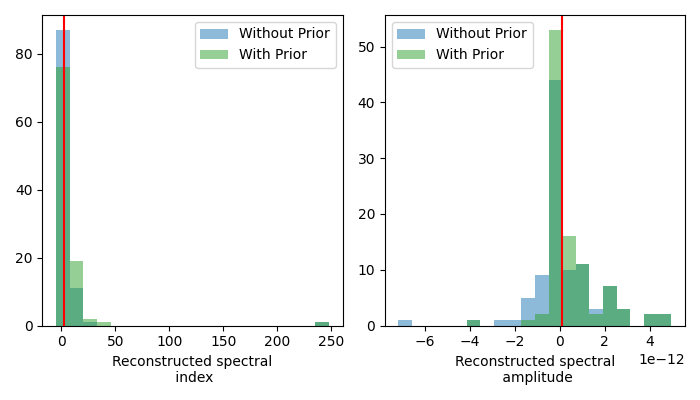 Without Prior
With Prior
80
60
40
20
0
0 50 100 150 200 250
Reconstructed spectral
index
Without Prior
With Prior
50
40
30
20
10
0
−6 −4 −2 0 2 4
1e−12
Reconstructed spectral
amplitude